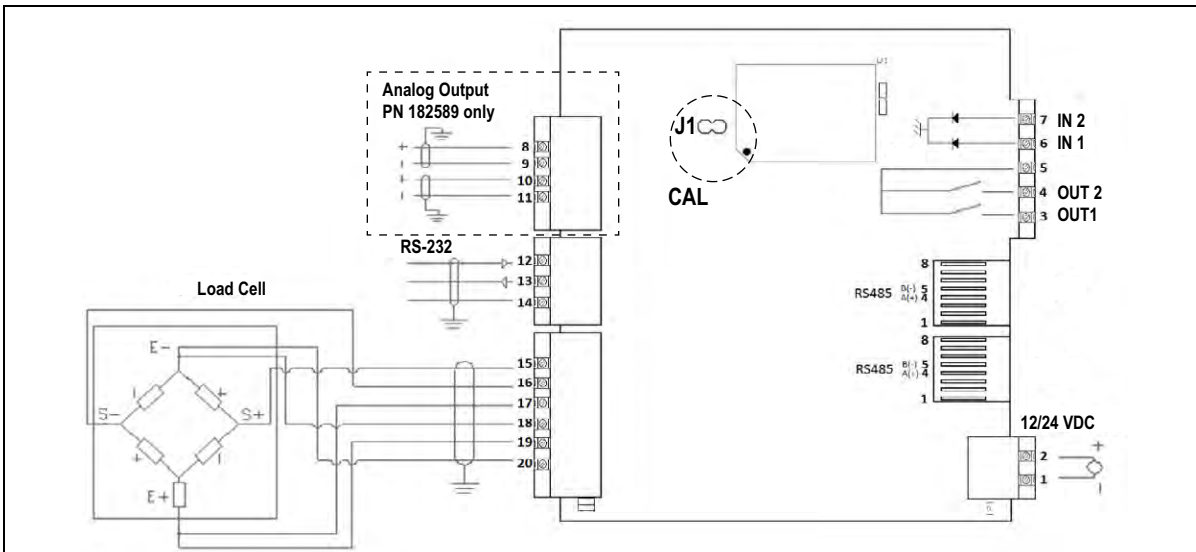 Analog Output
PN 182589 only
+
−
+
−
8
9
10
11
RS-232
12
13
14
Load Cell
E-
S-
S+
E+
−
+
+
−
15
16
17
18
19
20
J1
CAL
7 IN 2
6 IN 1
5
4 OUT 2
3 OUT1
8
RS485 B(-) 5
A(+) 4
1
8
RS485 B(-) 5
4
1
12/24 VDC
2 +
1 −